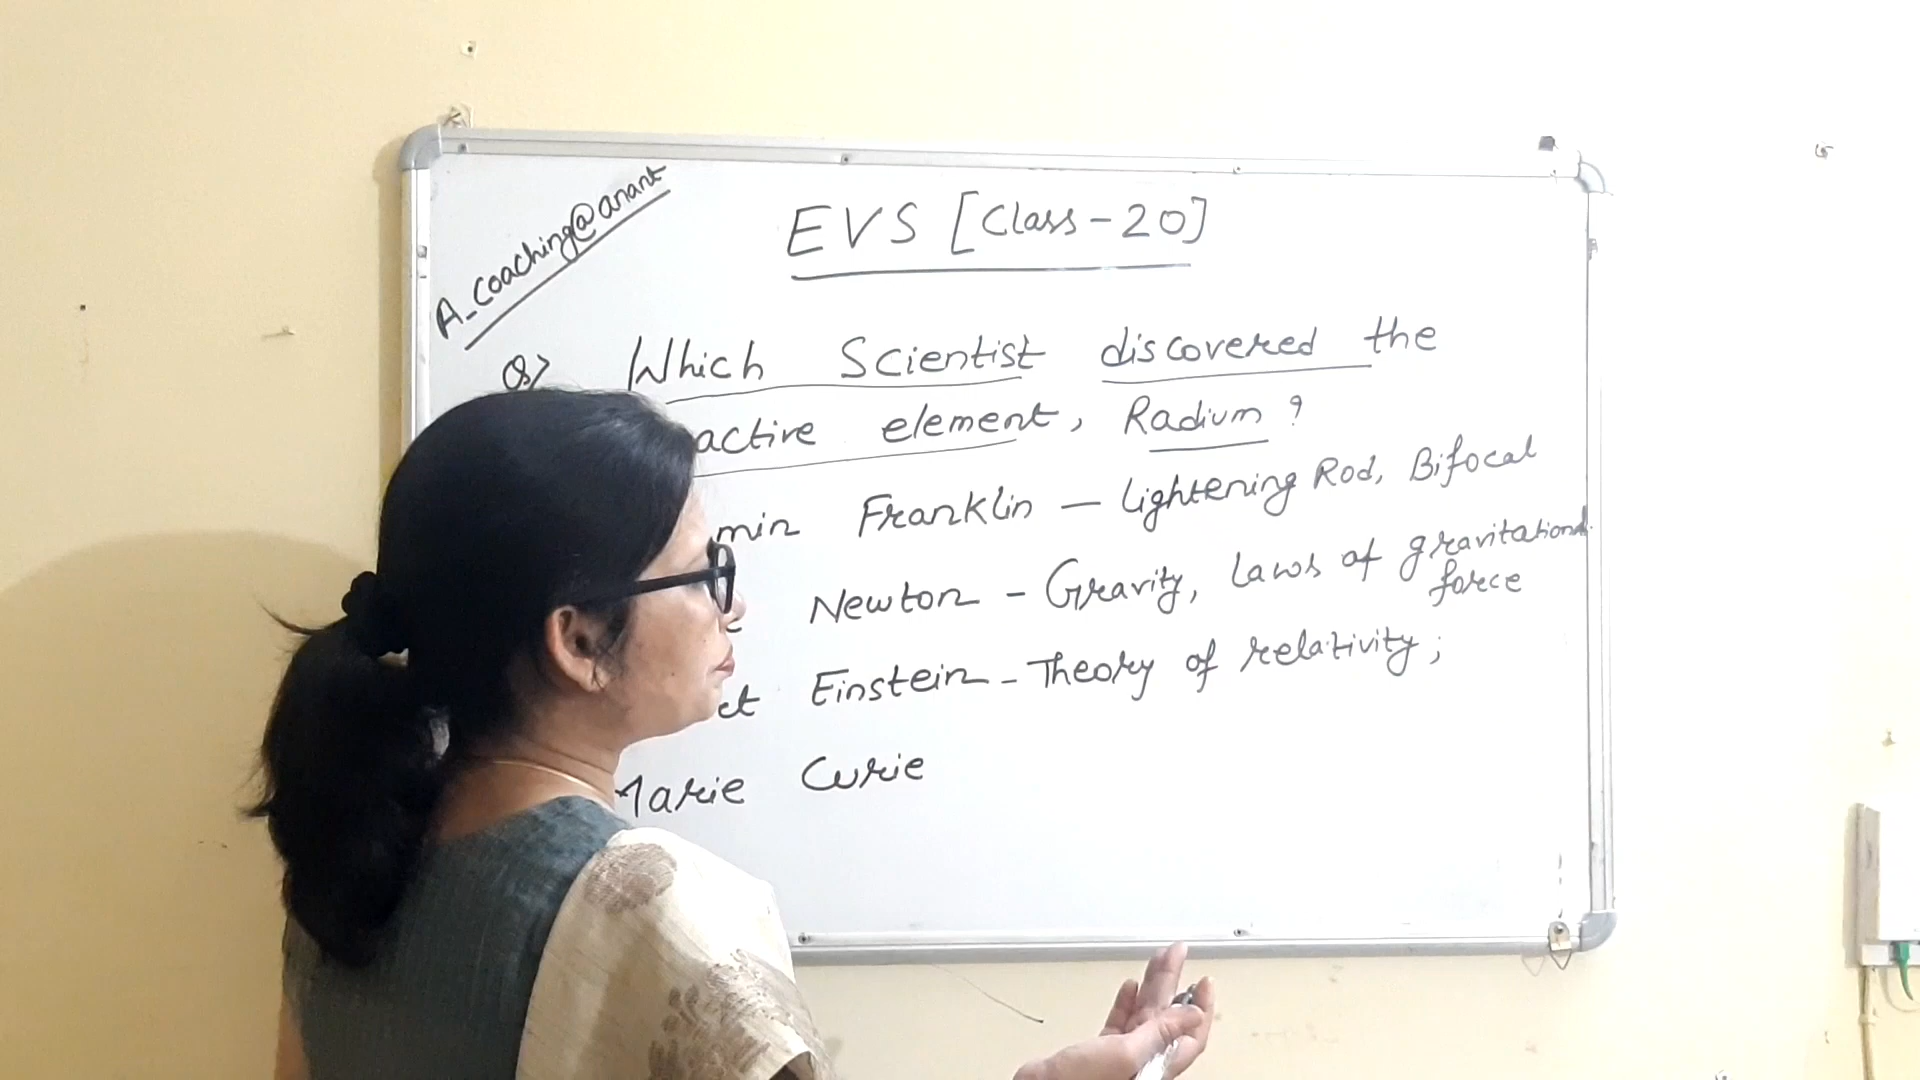 A_coaching@anant
EVS [Class-20]
Q> Which Scientist discovered the
active element, Radium?
min Franklin — Lightening Rod, Bifocal
Newton - Gravity, Laws of gravitational
force
Einstein - Theory of relativity;
Marie Curie